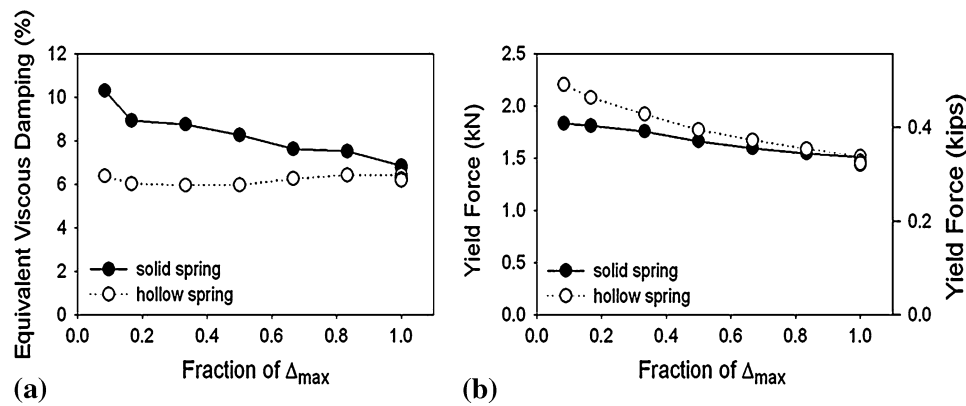 Equivalent Viscous Damping (%)
12
10
8
6
4
2
0
0.0 0.2 0.4 0.6 0.8 1.0
solid spring
hollow spring
Fraction of Δmax
(a)
Yield Force (kN)
2.5
2.0
1.5
1.0
0.5
0.0
0.0 0.2 0.4 0.6 0.8 1.0
solid spring
hollow spring
Fraction of Δmax
0.4
0.2
0.0
Yield Force (kips)
(b)